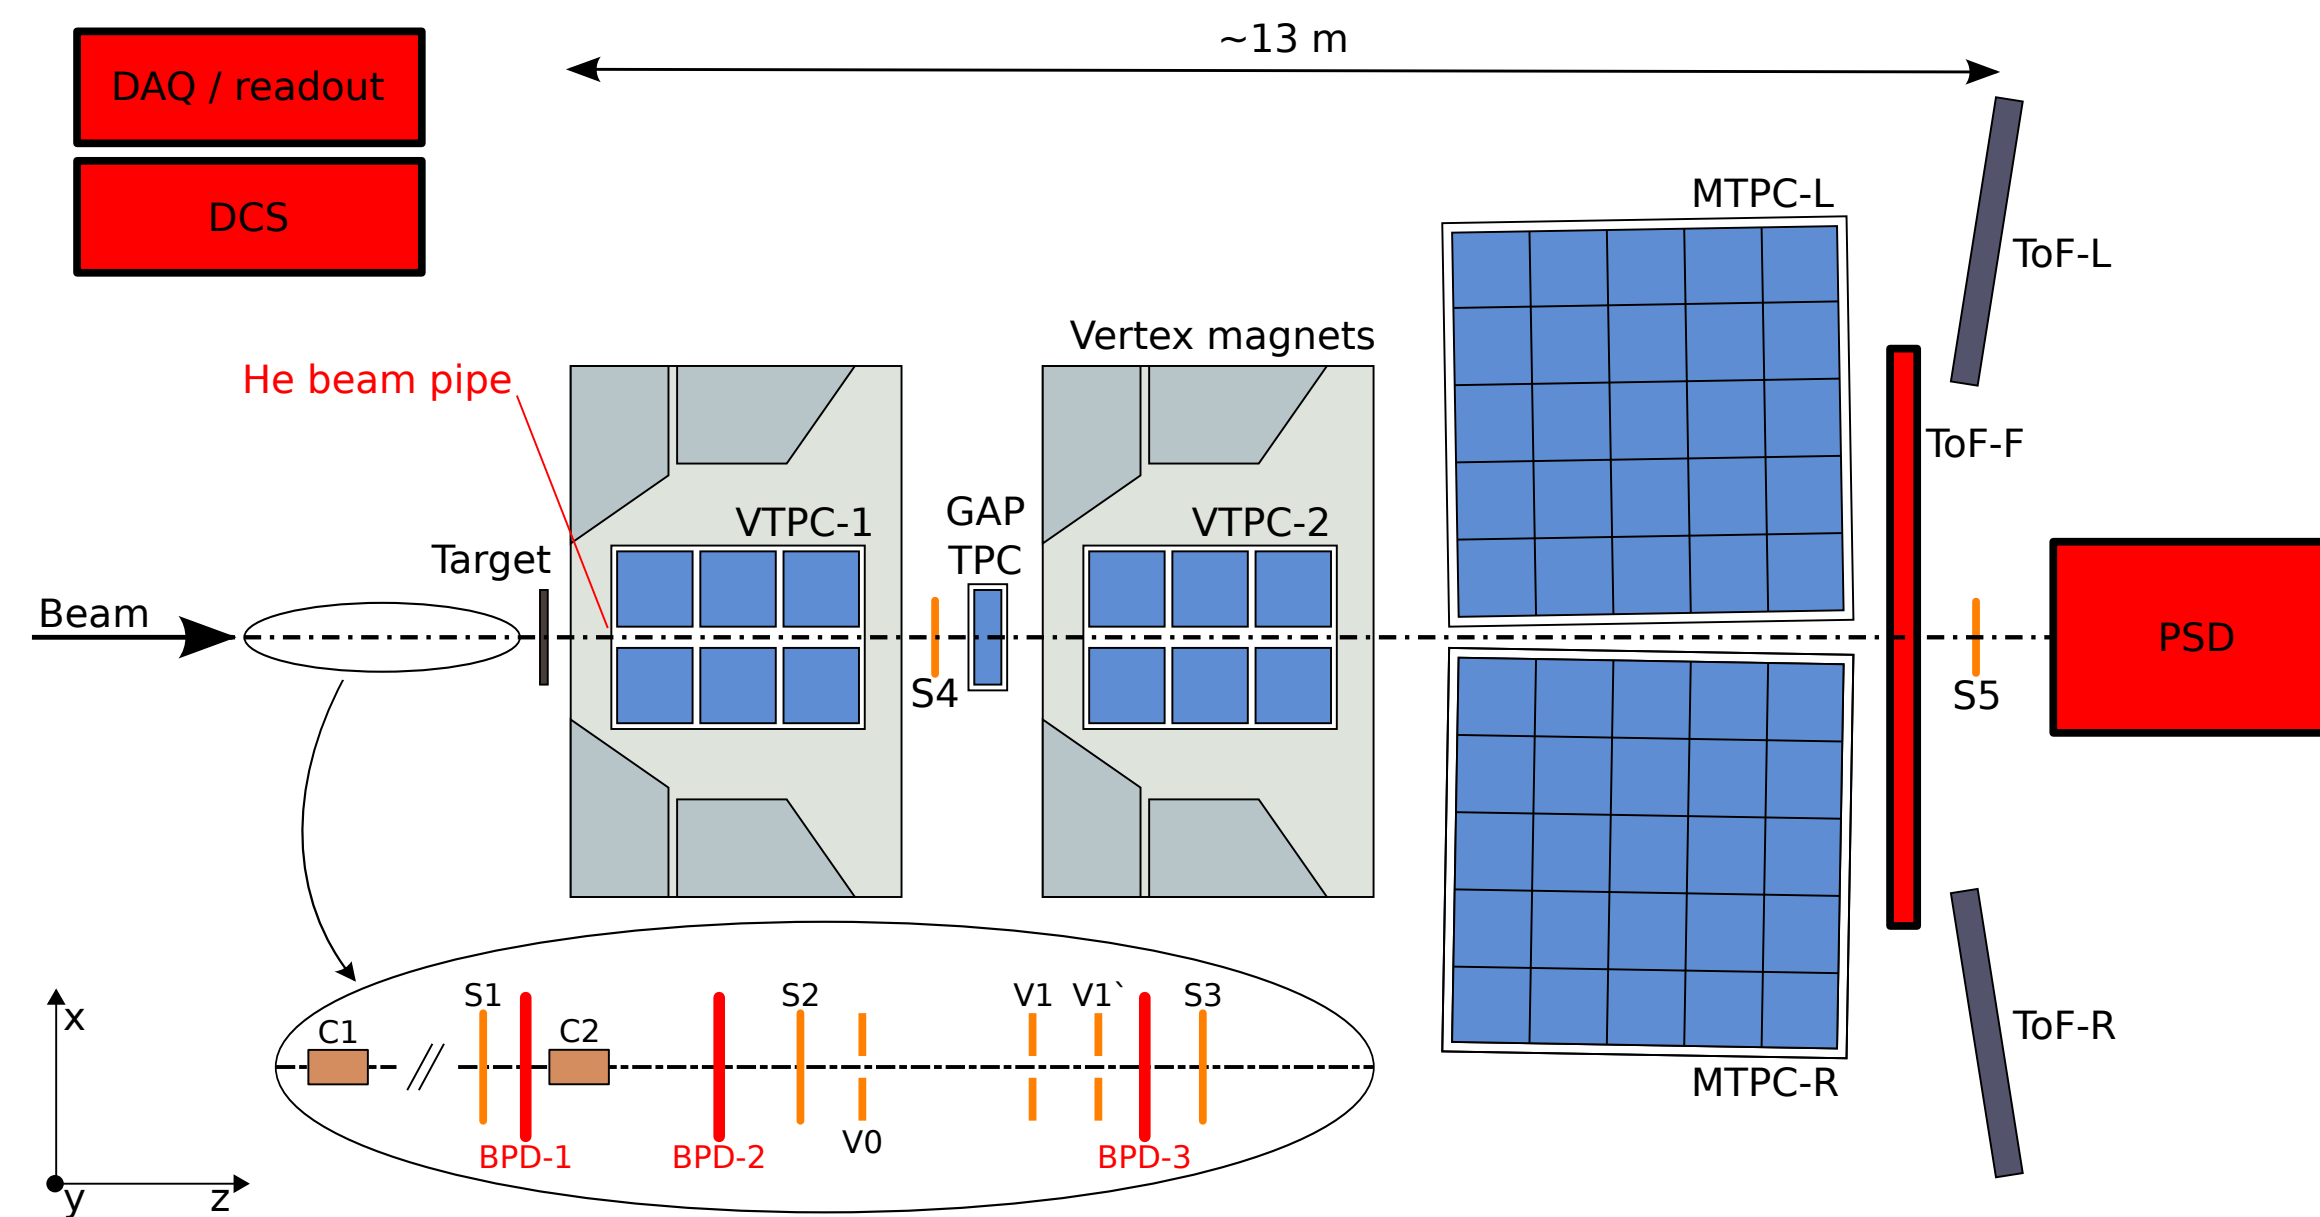 ~13 m
DAQ / readout
DCS
MTPC-L
ToF-L
Vertex magnets
He beam pipe
ToF-F
VTPC-1
GAP
TPC
VTPC-2
Target
Beam
S4
S5
PSD
S1
S2
V1
V1`
S3
C1
C2
x
ToF-R
MTPC-R
V0
BPD-1
BPD-2
BPD-3
y
z